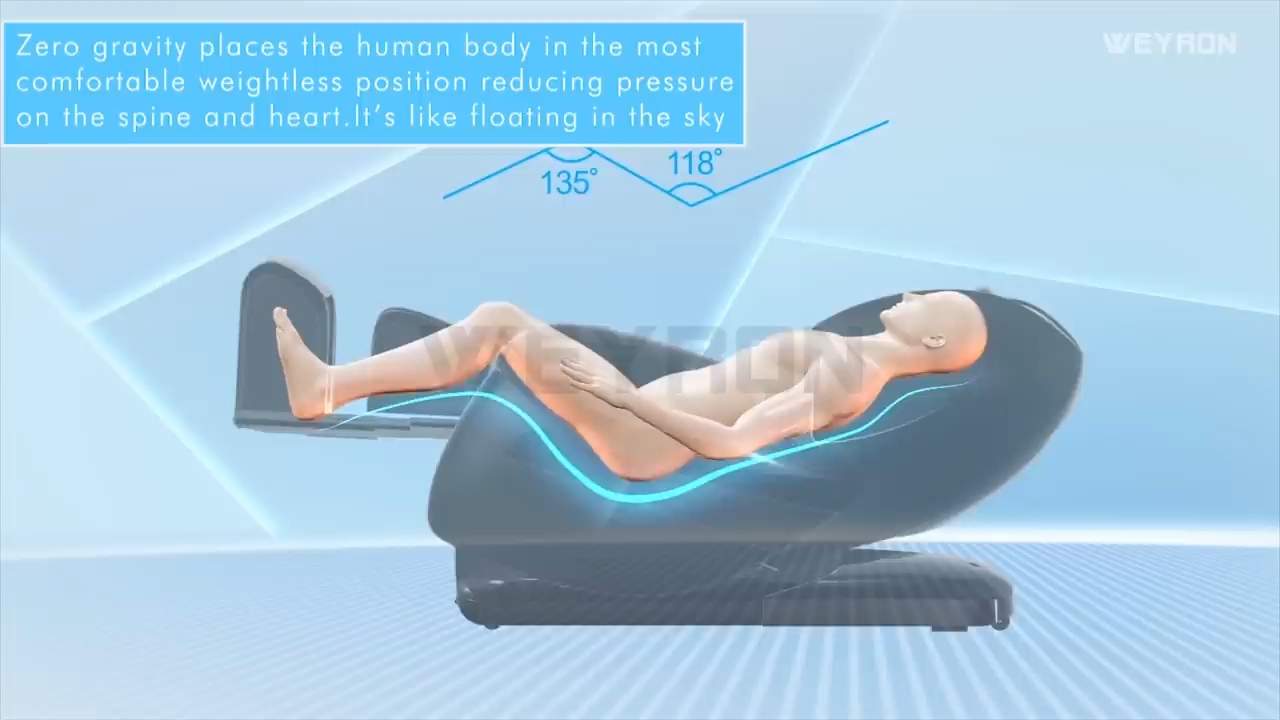 Zero gravity places the human body in the most
comfortable weightless position reducing pressure
on the spine and heart.It's like floating in the sky
WEYRON
135°
118°
WEYRON